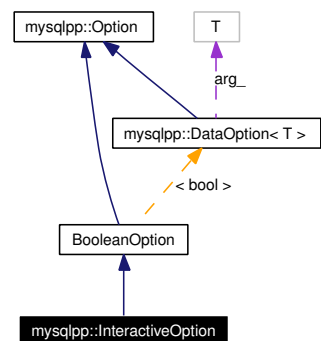 mysqlpp::Option
T
arg_
mysqlpp::DataOption< T >
< bool >
BooleanOption
mysqlpp::InteractiveOption